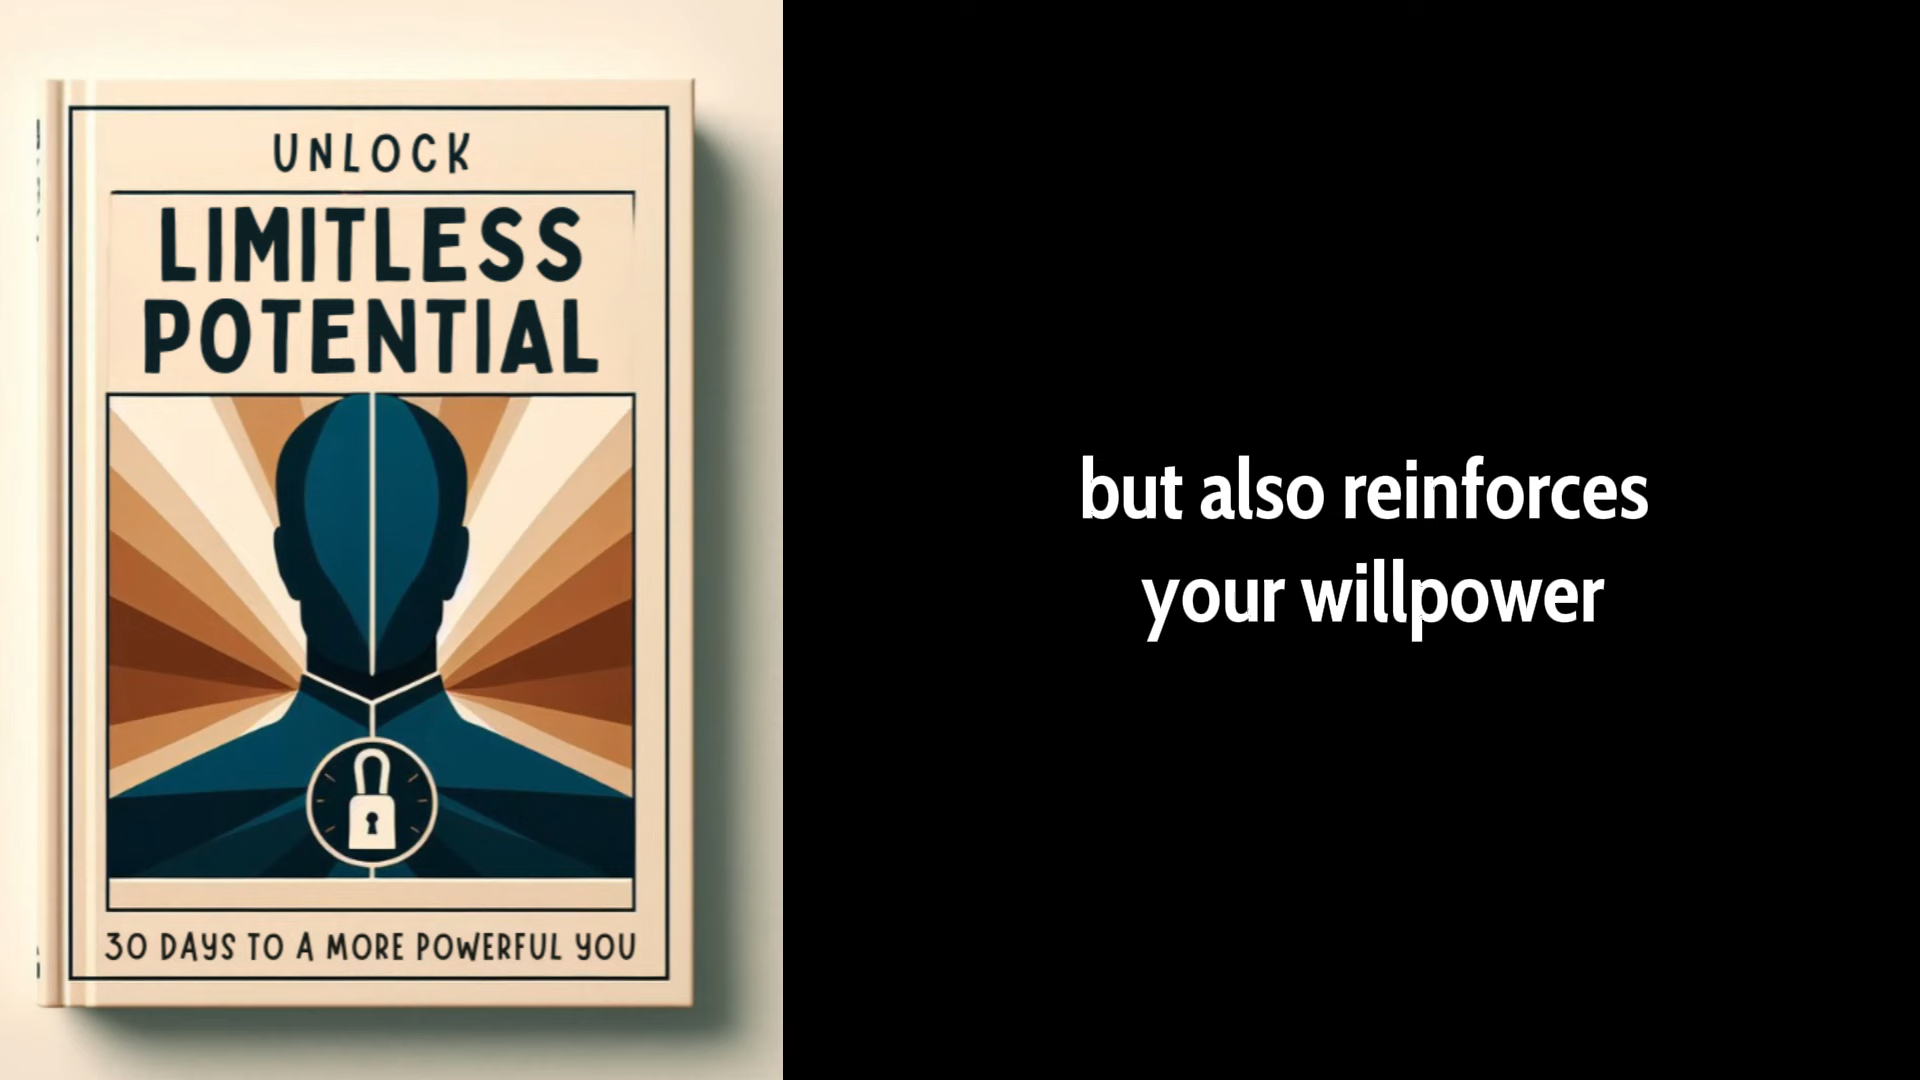 UNLOCK
LIMITLESS
POTENTIAL
30 DAYS TO A MORE POWERFUL YOU
but also reinforces
your willpower